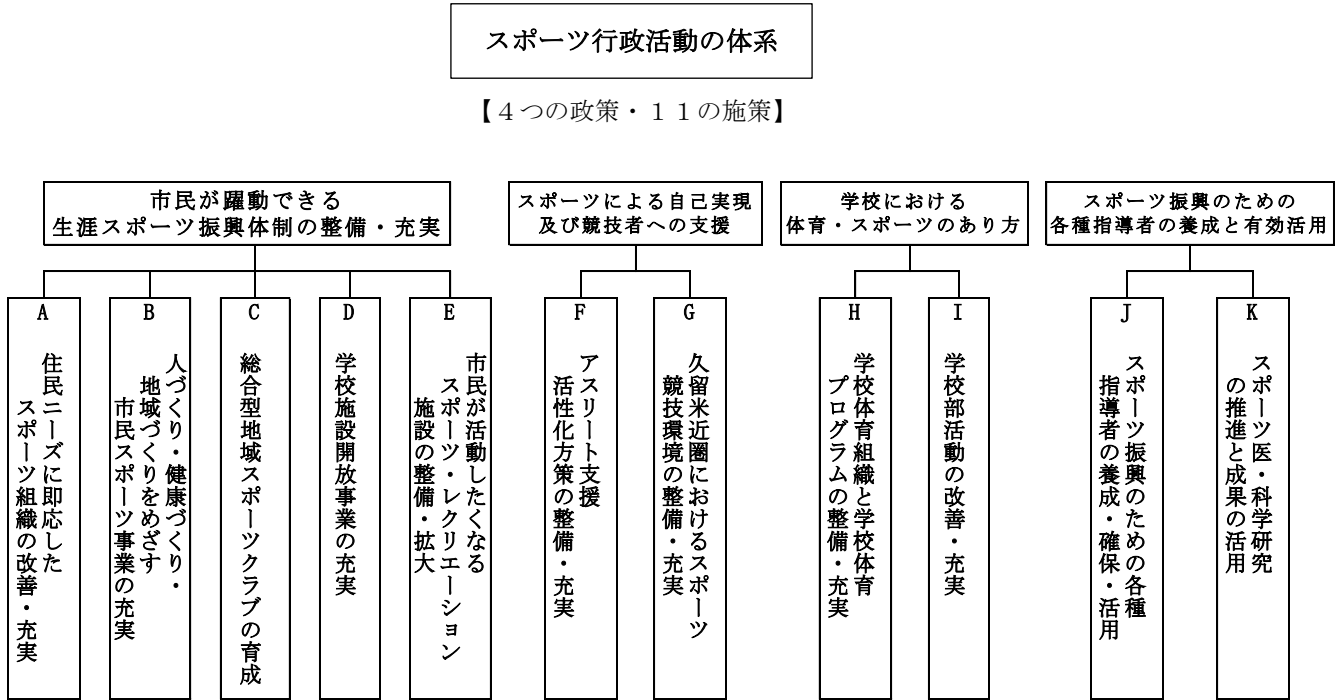 スポーツ行政活動の体系
【４つの政策・１１の施策】
市民が躍動できる
生涯スポーツ振興体制の整備・充実
スポーツによる自己実現
及び競技者への支援
学校における
体育・スポーツのあり方
スポーツ振興のための
各種指導者の養成と有効活用
A
住民ニーズに即応した
スポーツ組織の改善・充実
B
人づくり・健康づくり・
地域づくりをめざす
市民スポーツ事業の充実
C
総合型地域スポーツクラブの育成
D
学校施設開放事業の充実
E
市民が活動したくなる
スポーツ・レクリエーション
施設の整備・拡大
F
アスリート支援
活性化方策の整備・充実
G
久留米近圏におけるスポーツ
競技環境の整備・充実
H
学校体育組織と学校体育
プログラムの整備・充実
I
学校部活動の改善・充実
J
スポーツ振興のための各種
指導者の養成・確保・活用
K
スポーツ医・科学研究
の推進と成果の活用